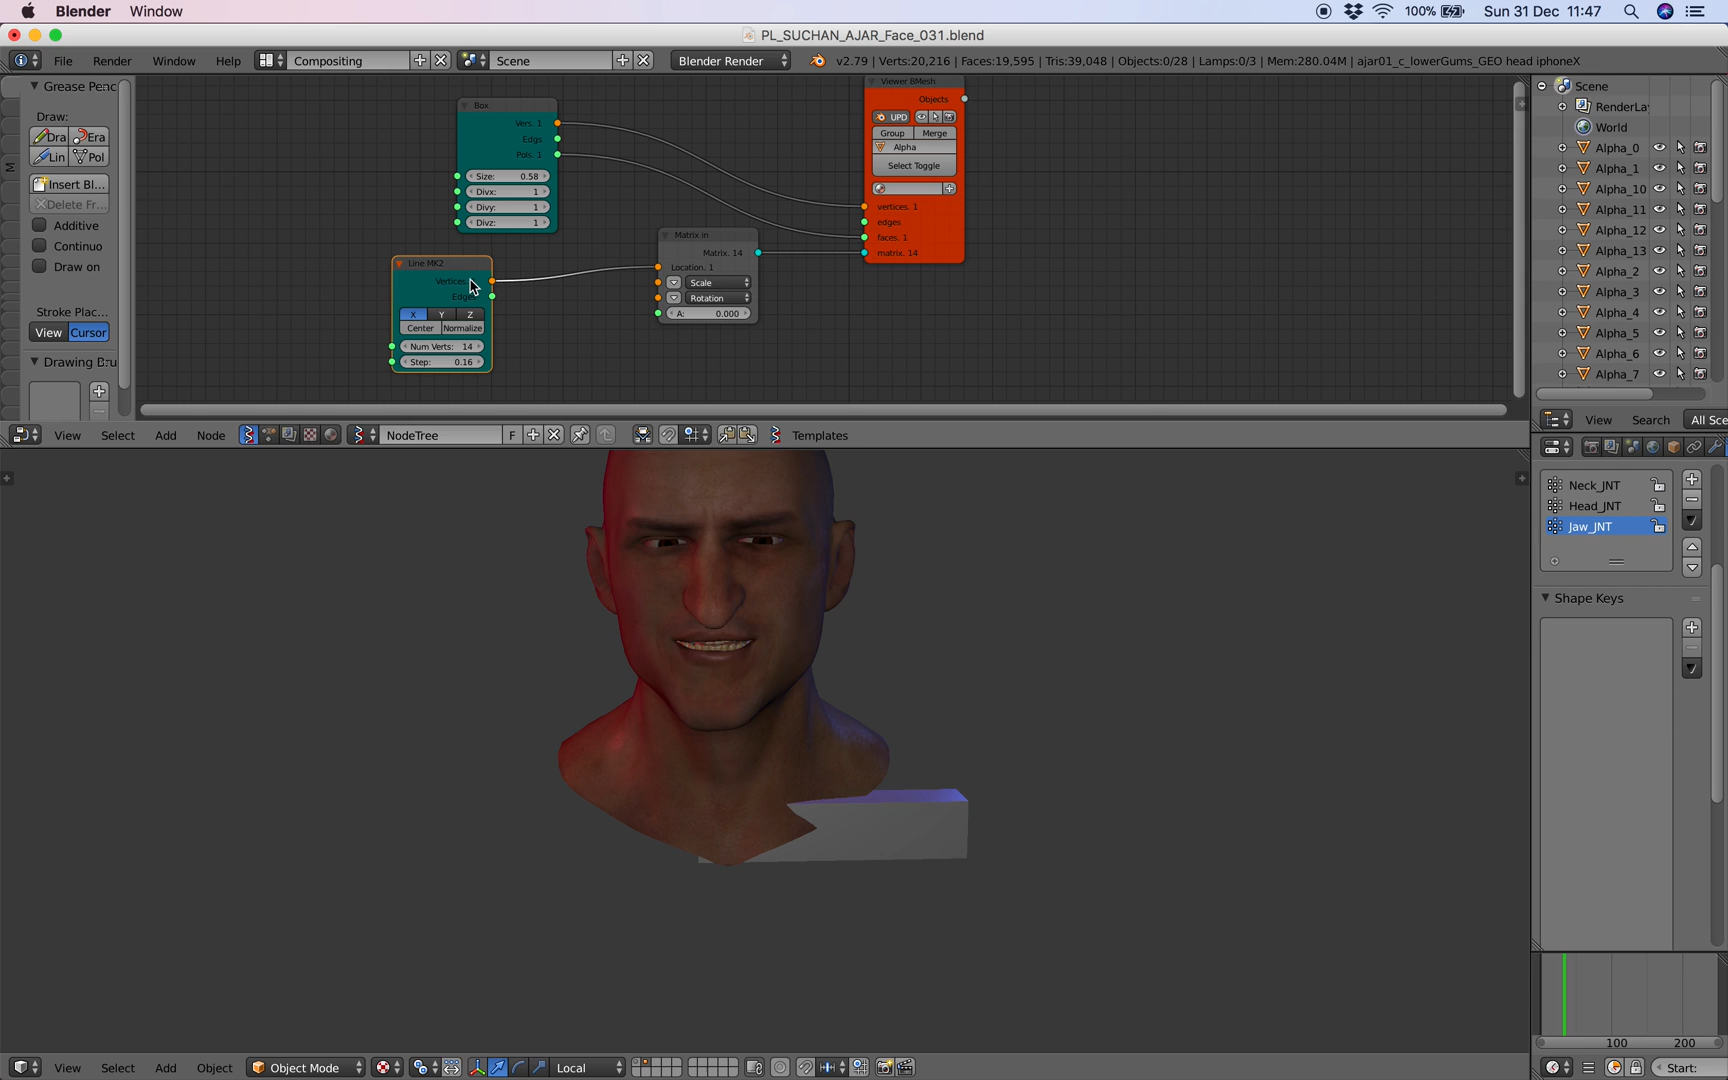 Blender Window 100% Sun 31 Dec 11:47
PL_SUCHAN_AJAR_Face_031.blend
File Render Window Help Compositing Scene Blender Render v2.79 | Verts:20,216 | Faces:19,595 | Tris:39,048 | Objects:0/28 | Lamps:0/3 | Mem:280.04M | ajar01_c_lowerGums_GEO head iphoneX
Grease Penc
Draw:
Dra Era
Lin Pol
Insert Bl...
Delete Fr...
Additive
Continuo
Draw on
Stroke Plac...
View Cursor
Drawing Bru
M
Box
Vers. 1
Edgs
Pols. 1
Size: 0.58
Divx: 1
Divy: 1
Divz: 1
Line MK2
Vertices
Edges
X Y Z
Center Normalize
Num Verts: 14
Step: 0.16
Matrix in
Matrix. 14
Location. 1
Scale
Rotation
A: 0.000
Viewer BMesh
Objects
UPD
Group Merge
Alpha
Select Toggle
vertices. 1
edges
faces. 1
matrix. 14
Scene
RenderLa
World
Alpha_0
Alpha_1
Alpha_10
Alpha_11
Alpha_12
Alpha_13
Alpha_2
Alpha_3
Alpha_4
Alpha_5
Alpha_6
Alpha_7
View Search All Sce
View Select Add Node NodeTree F Templates
Neck_JNT
Head_JNT
Jaw_JNT
Shape Keys
100 200
View Select Add Object Object Mode Local Start: